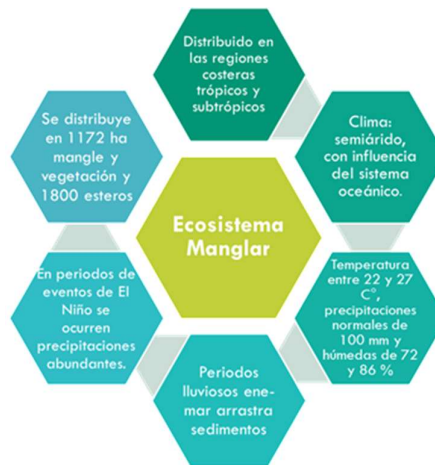 Distribuido en
las regiones
costeras
trópicos y
subtrópicos
Clima:
semiárido,
con influencia
del sistema
oceánico.
Temperatura
entre 22 y 27
C°,
precipitaciones
normales de
100 mm y
húmedas de 72
y 86 %
Periodos
lluviosos ene-
mar arrastra
sedimentos
En periodos de
eventos de El
Niño se
ocurren
precipitaciones
abundantes.
Se distribuye
en 1172 ha
mangle y
vegetación y
1800 esteros
Ecosistema
Manglar